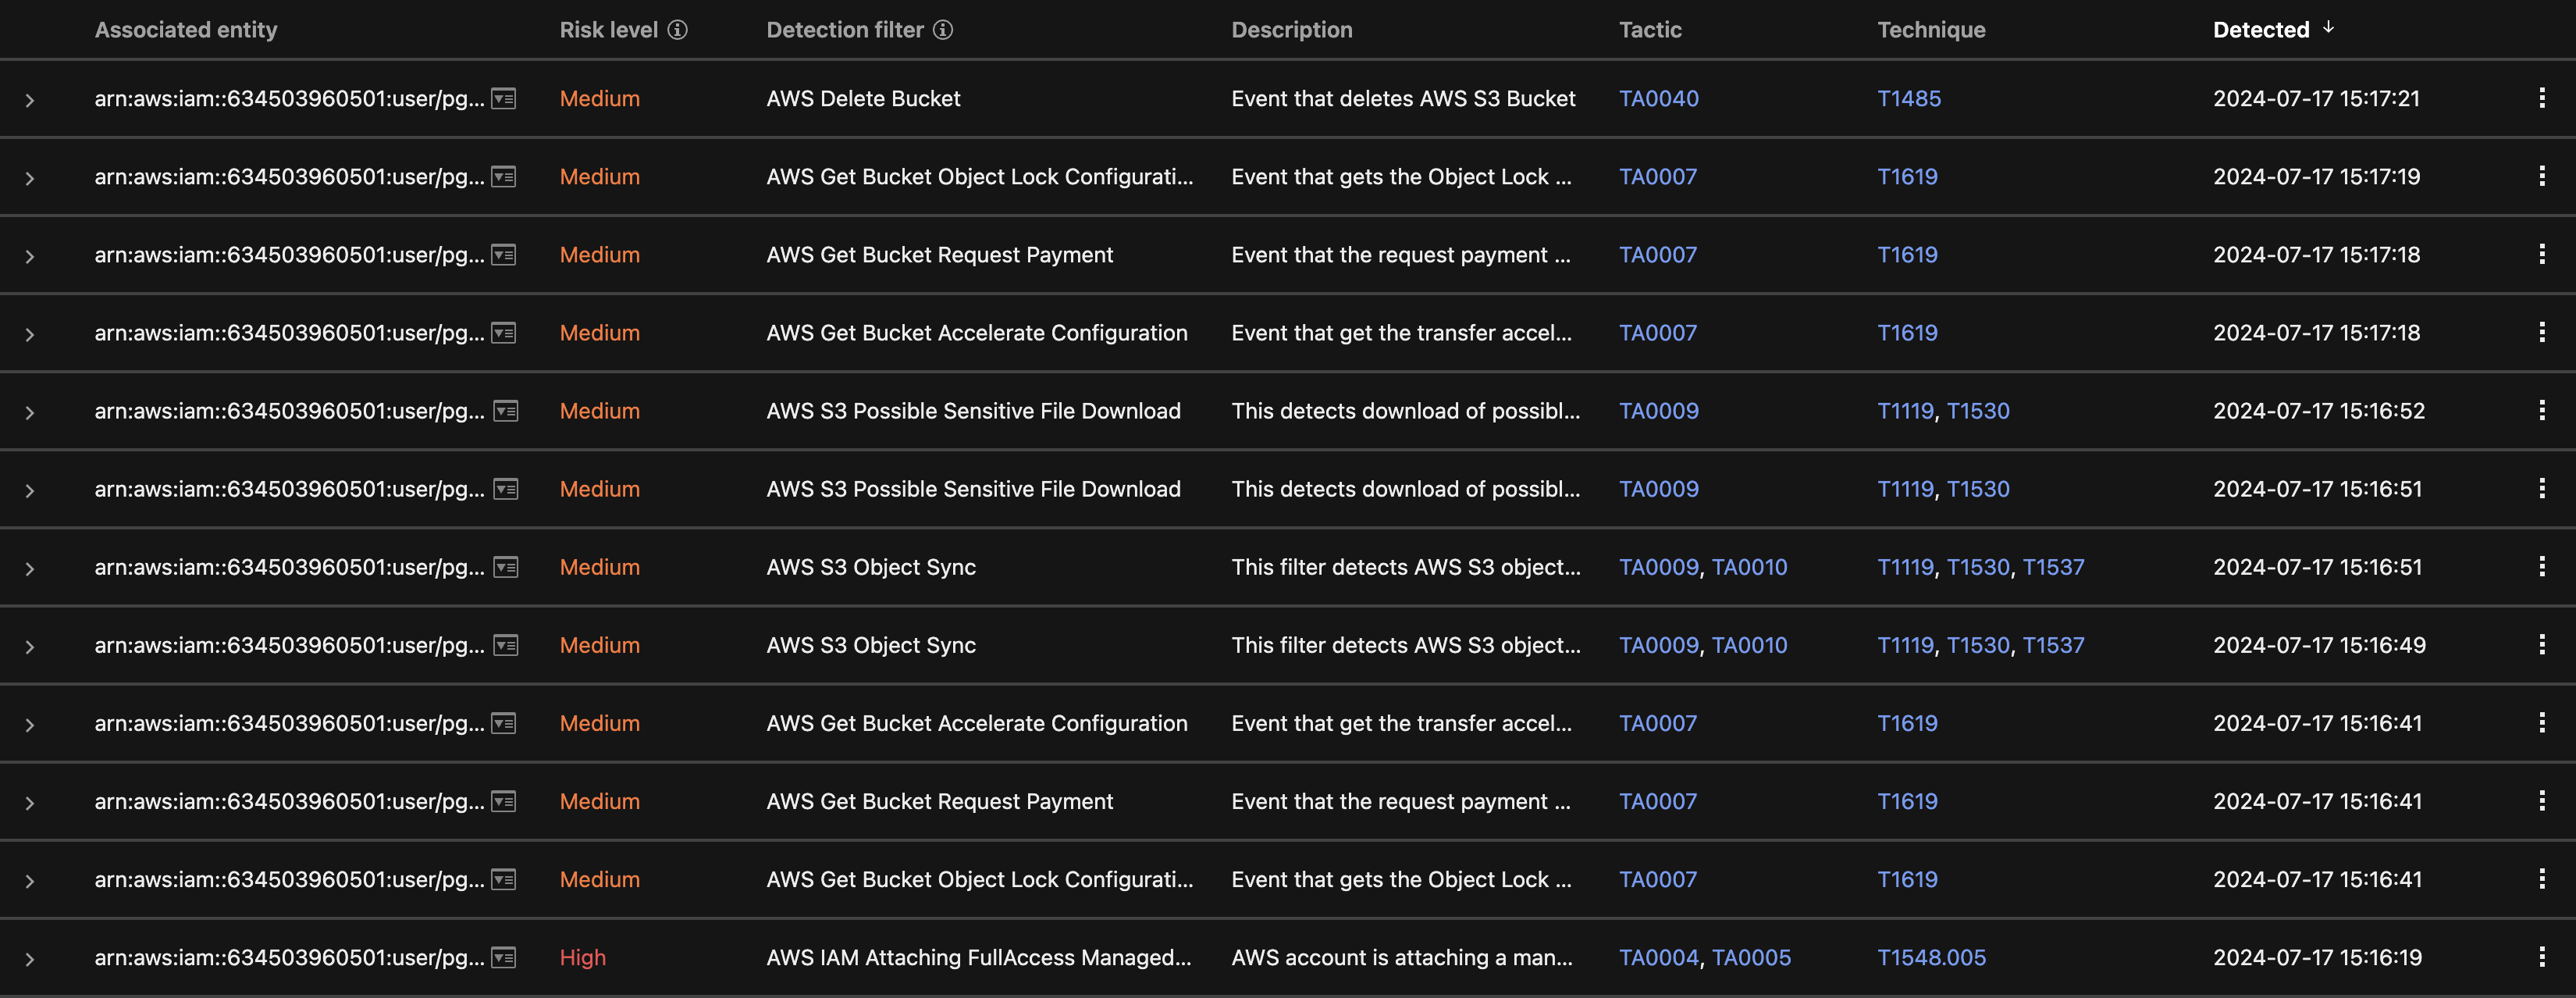 Associated entity Risk level Detection filter Description Tactic Technique Detected ↓
arn:aws:iam::634503960501:user/pg... Medium AWS Delete Bucket Event that deletes AWS S3 Bucket TA0040 T1485 2024-07-17 15:17:21
arn:aws:iam::634503960501:user/pg... Medium AWS Get Bucket Object Lock Configurati... Event that gets the Object Lock ... TA0007 T1619 2024-07-17 15:17:19
arn:aws:iam::634503960501:user/pg... Medium AWS Get Bucket Request Payment Event that the request payment ... TA0007 T1619 2024-07-17 15:17:18
arn:aws:iam::634503960501:user/pg... Medium AWS Get Bucket Accelerate Configuration Event that get the transfer accel... TA0007 T1619 2024-07-17 15:17:18
arn:aws:iam::634503960501:user/pg... Medium AWS S3 Possible Sensitive File Download This detects download of possibl... TA0009 T1119, T1530 2024-07-17 15:16:52
arn:aws:iam::634503960501:user/pg... Medium AWS S3 Possible Sensitive File Download This detects download of possibl... TA0009 T1119, T1530 2024-07-17 15:16:51
arn:aws:iam::634503960501:user/pg... Medium AWS S3 Object Sync This filter detects AWS S3 object... TA0009, TA0010 T1119, T1530, T1537 2024-07-17 15:16:51
arn:aws:iam::634503960501:user/pg... Medium AWS S3 Object Sync This filter detects AWS S3 object... TA0009, TA0010 T1119, T1530, T1537 2024-07-17 15:16:49
arn:aws:iam::634503960501:user/pg... Medium AWS Get Bucket Accelerate Configuration Event that get the transfer accel... TA0007 T1619 2024-07-17 15:16:41
arn:aws:iam::634503960501:user/pg... Medium AWS Get Bucket Request Payment Event that the request payment ... TA0007 T1619 2024-07-17 15:16:41
arn:aws:iam::634503960501:user/pg... Medium AWS Get Bucket Object Lock Configurati... Event that gets the Object Lock ... TA0007 T1619 2024-07-17 15:16:41
arn:aws:iam::634503960501:user/pg... High AWS IAM Attaching FullAccess Managed... AWS account is attaching a man... TA0004, TA0005 T1548.005 2024-07-17 15:16:19